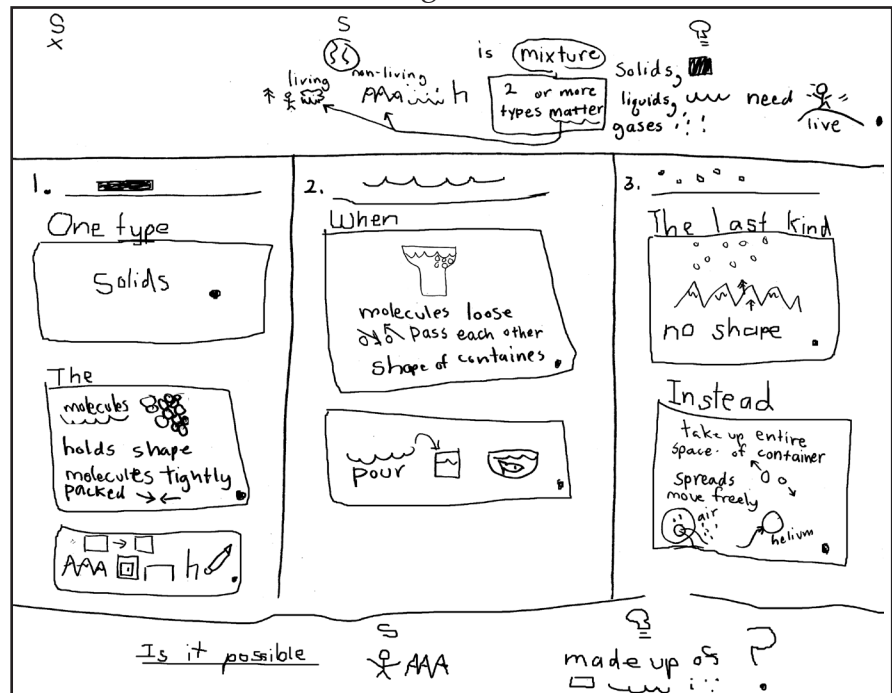 S
x
S
is mixture
living non-living
2 or more
types matter
Solids,
liquids, need
gases
live
1.
One type
Solids
The
molecules
holds shape
molecules tightly
packed
h
2.
When
molecules loose
pass each other
shape of containes
pour
3.
The last kind
no shape
Instead
take up entire
space of container
spreads
move freely
air
helium
Is it possible
S
made up of ?